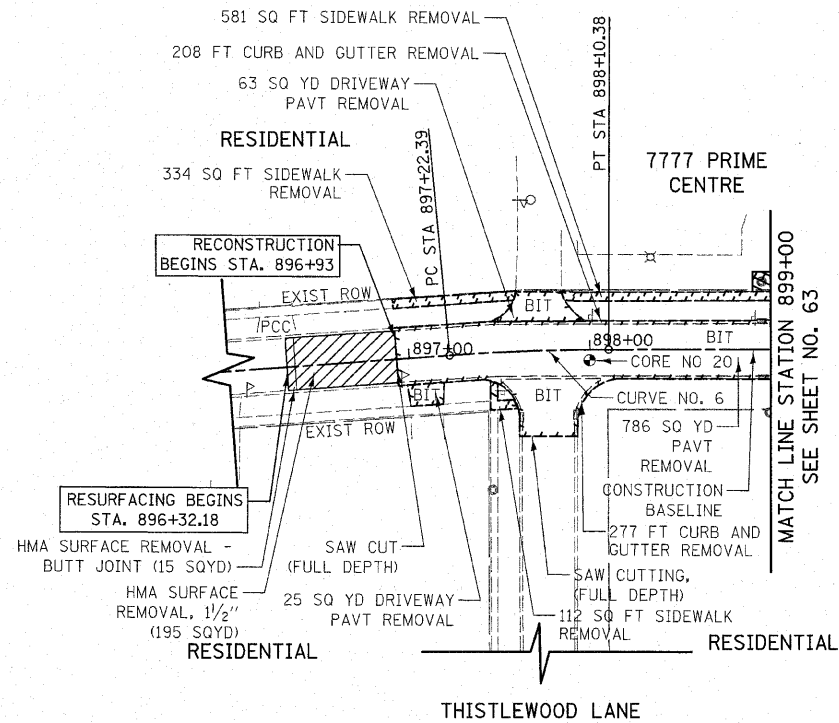 581 SQ FT SIDEWALK REMOVAL
208 FT CURB AND GUTTER REMOVAL
63 SQ YD DRIVEWAY
PAVT REMOVAL
RESIDENTIAL
334 SQ FT SIDEWALK
REMOVAL
PC STA 897+22.39
PT STA 898+10.38
7777 PRIME
CENTRE
RECONSTRUCTION
BEGINS STA. 896+93
EXIST ROW
PCC
BIT
897+00
898+00
BIT
CORE NO 20
BIT
BIT
CURVE NO. 6
EXIST ROW
786 SQ YD
PAVT
REMOVAL
MATCH LINE STATION 899+00
SEE SHEET NO. 63
RESURFACING BEGINS
STA. 896+32.18
CONSTRUCTION
BASELINE
HMA SURFACE REMOVAL -
BUTT JOINT (15 SQYD)
SAW CUT
(FULL DEPTH)
277 FT CURB AND
GUTTER REMOVAL
HMA SURFACE
REMOVAL, 1½"
(195 SQYD)
25 SQ YD DRIVEWAY
PAVT REMOVAL
SAW CUTTING,
(FULL DEPTH)
112 SQ FT SIDEWALK
REMOVAL
RESIDENTIAL
RESIDENTIAL
THISTLEWOOD LANE